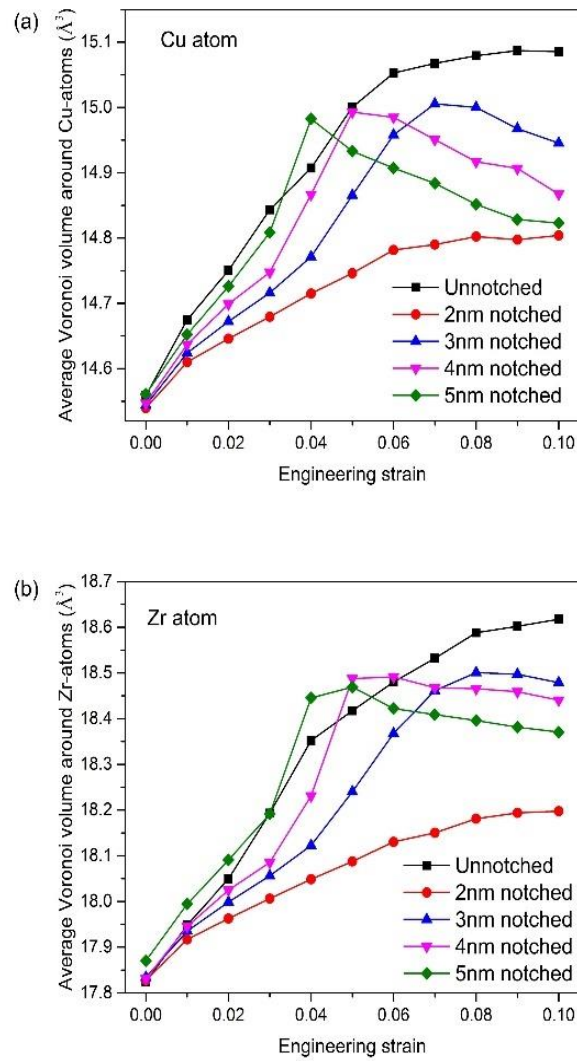 (a)
Cu atom
Average Voronoi volume around Cu-atoms (Å³)
15.1
15.0
14.9
14.8
14.7
14.6
Unnotched
2nm notched
3nm notched
4nm notched
5nm notched
0.00 0.02 0.04 0.06 0.08 0.10
Engineering strain
(b)
Zr atom
Average Voronoi volume around Zr-atoms (Å³)
18.7
18.6
18.5
18.4
18.3
18.2
18.1
18.0
17.9
17.8
Unnotched
2nm notched
3nm notched
4nm notched
5nm notched
0.00 0.02 0.04 0.06 0.08 0.10
Engineering strain